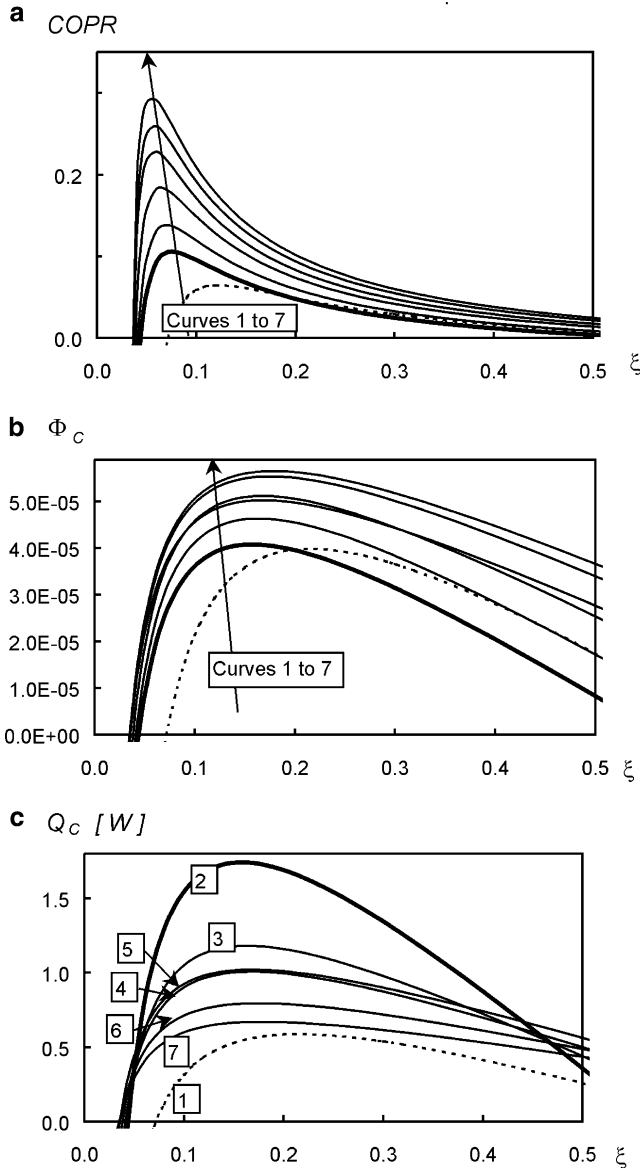 a COPR
0.2
Curves 1 to 7
0.0
0.0 0.1 0.2 0.3 0.4 0.5 ξ
b Φ C
5.0E-05
4.0E-05
3.0E-05
2.0E-05
Curves 1 to 7
1.0E-05
0.0E+00
0.0 0.1 0.2 0.3 0.4 0.5 ξ
c Q C [W]
2
1.5
3
5
1.0
4
6
7
0.5
1
0.0
0.0 0.1 0.2 0.3 0.4 0.5 ξ